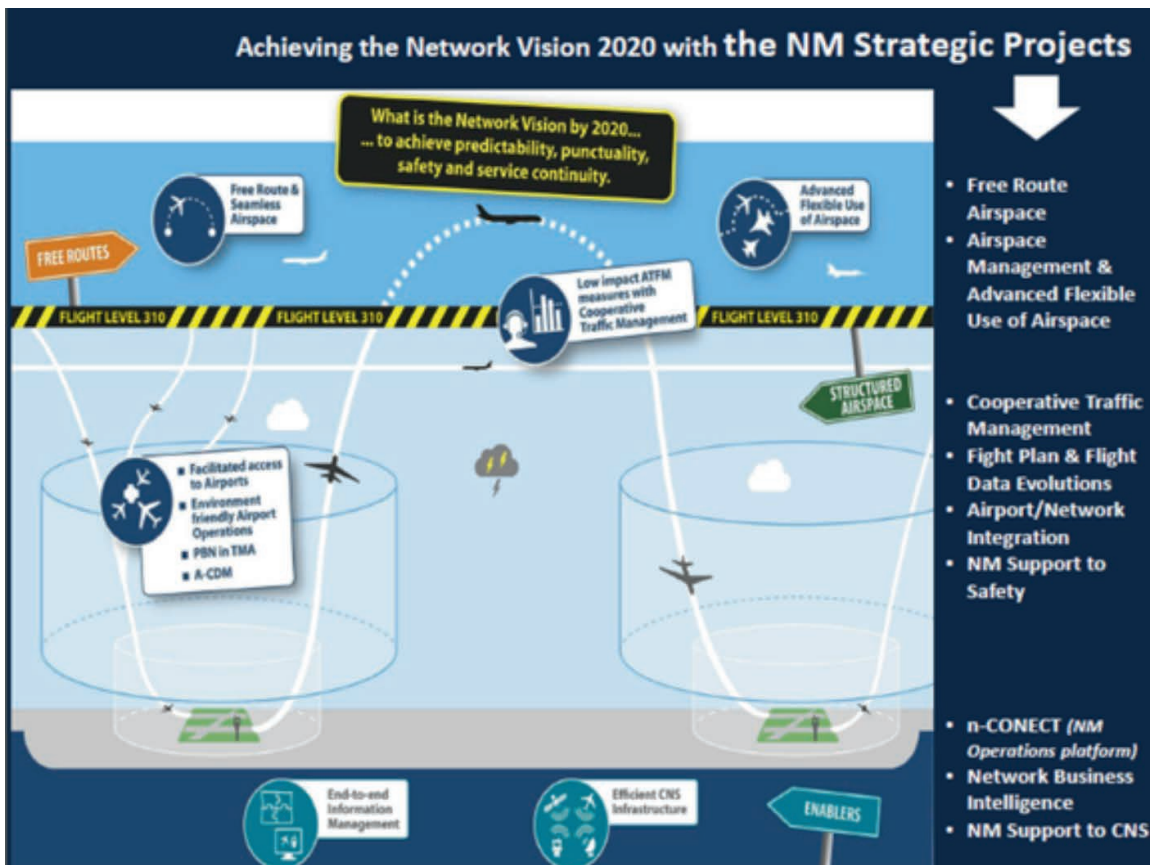 Achieving the Network Vision 2020 with the NM Strategic Projects
What is the Network Vision by 2020...
... to achieve predictability, punctuality,
safety and service continuity.
Free Route &
Seamless
Airspace
Advanced
Flexible Use
of Airspace
FREE ROUTES
Low impact ATFM
measures with
Cooperative
Traffic Management
FLIGHT LEVEL 310
FLIGHT LEVEL 310
FLIGHT LEVEL 310
STRUCTURED
AIRSPACE
▪ Facilitated access
to Airports
▪ Environment
friendly Airport
Operations
▪ PBN in TMA
▪ A-CDM
End-to-end
Information
Management
Efficient CNS
Infrastructure
ENABLERS
▪ Free Route
Airspace
▪ Airspace
Management &
Advanced Flexible
Use of Airspace
▪ Cooperative Traffic
Management
▪ Fight Plan & Flight
Data Evolutions
▪ Airport/Network
Integration
▪ NM Support to
Safety
▪ n-CONECT (NM
Operations platform)
▪ Network Business
Intelligence
▪ NM Support to CNS